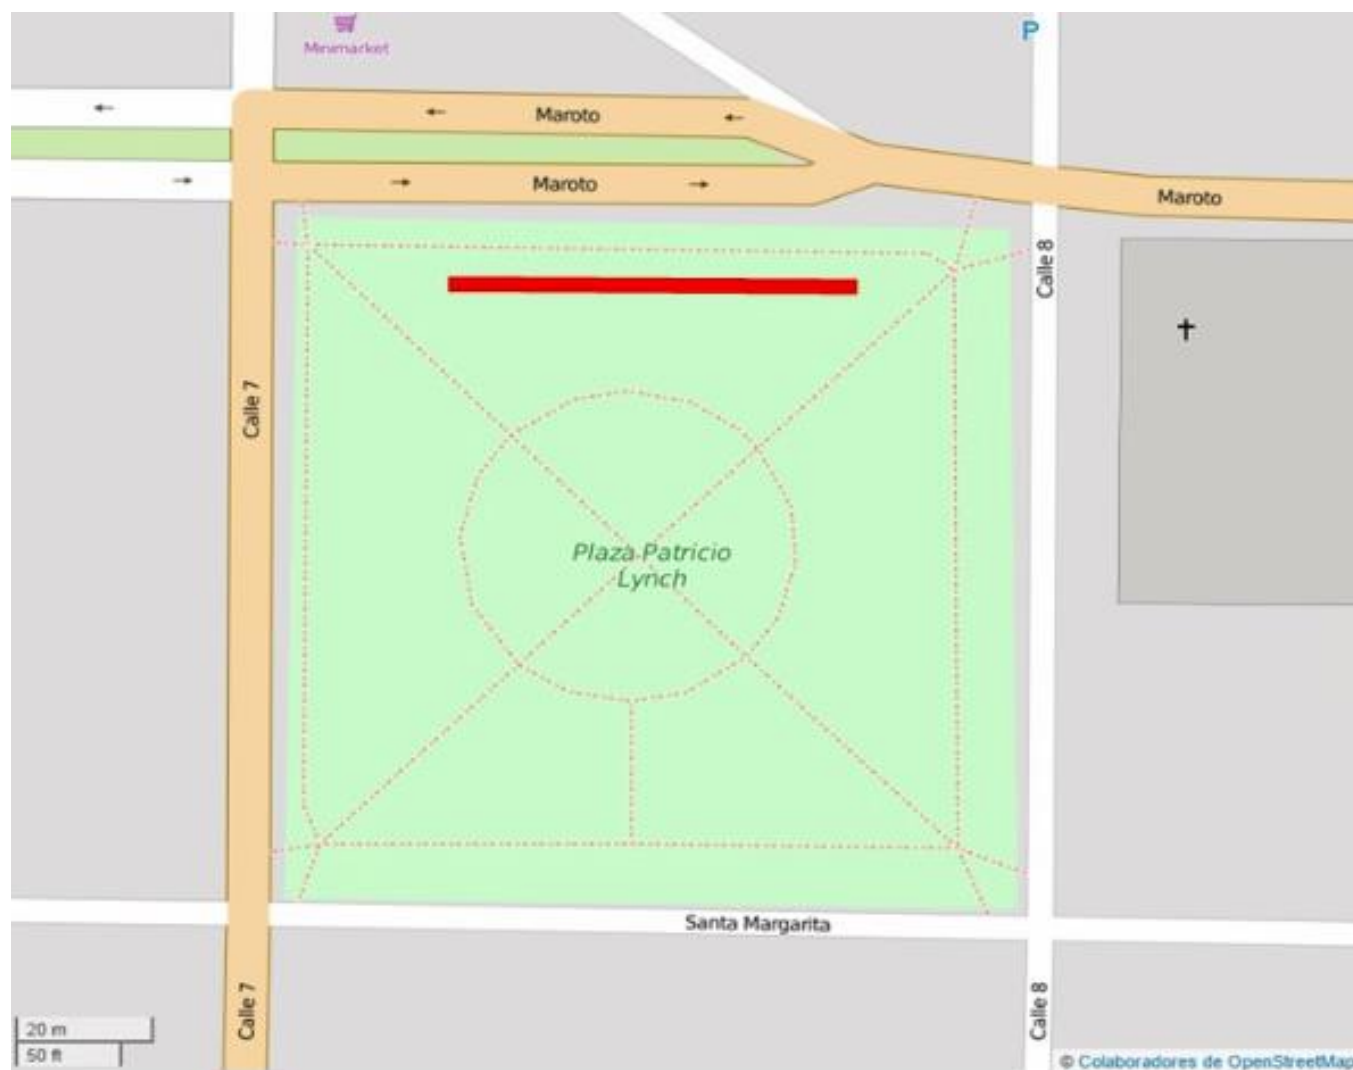 P
Minimarket
Maroto
Maroto
Maroto
Calle 8
Calle 7
Plaza Patricio
Lynch
Santa Margarita
Calle 7
Calle 8
20 m
50 ft
© Colaboradores de OpenStreetMap